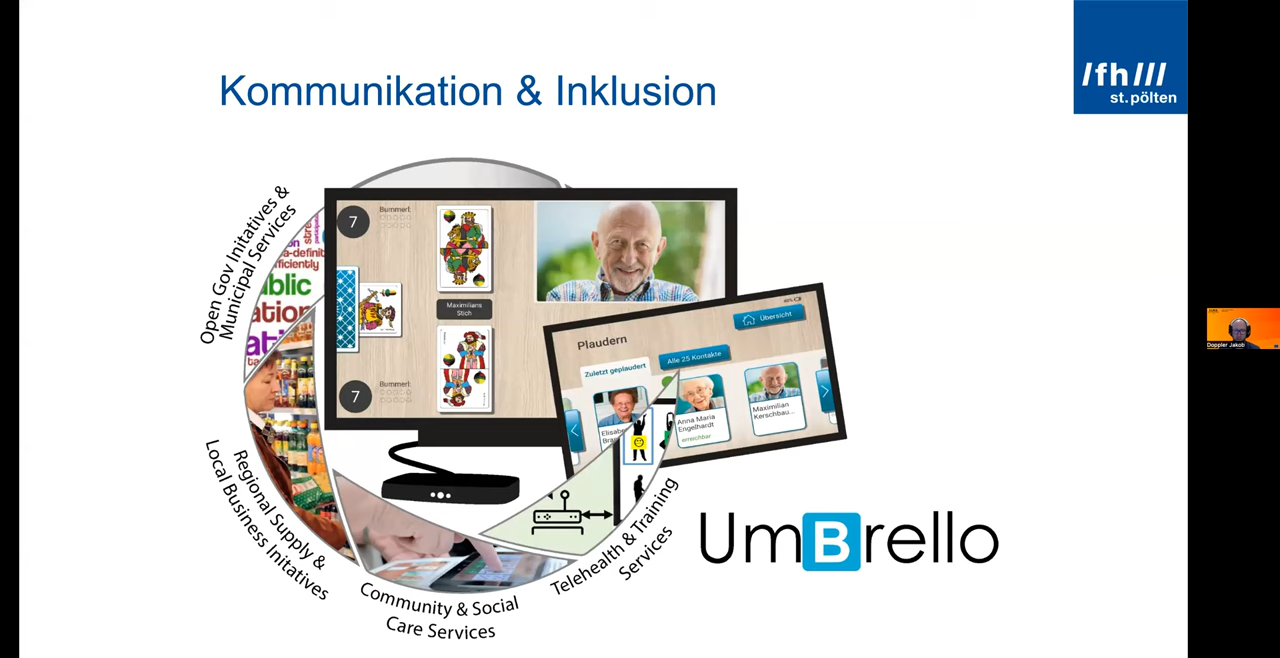 Kommunikation & Inklusion
/fh///
st.pölten
Open Gov Initatives &
Municipal Services
Regional Supply &
Local Business Initatives
Community & Social
Care Services
Telehealth & Training
Services
7
Bummerl:
Maximilians
Stich
7
Bummerl:
Plaudern
Übersicht
Zuletzt geplaudert
Alle 25 Kontakte
Anna Maria
Engelhardt
erreichbar
Maximilian
Kerschbau...
UmBrello
Doppler Jakob